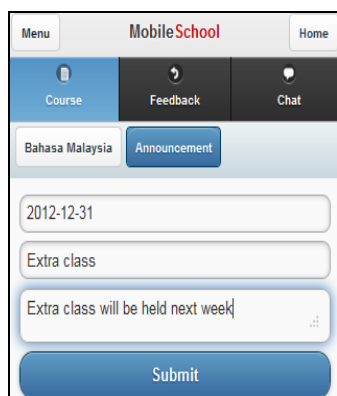 Menu MobileSchool Home
Course Feedback Chat
Bahasa Malaysia Announcement
2012-12-31
Extra class
Extra class will be held next week
Submit